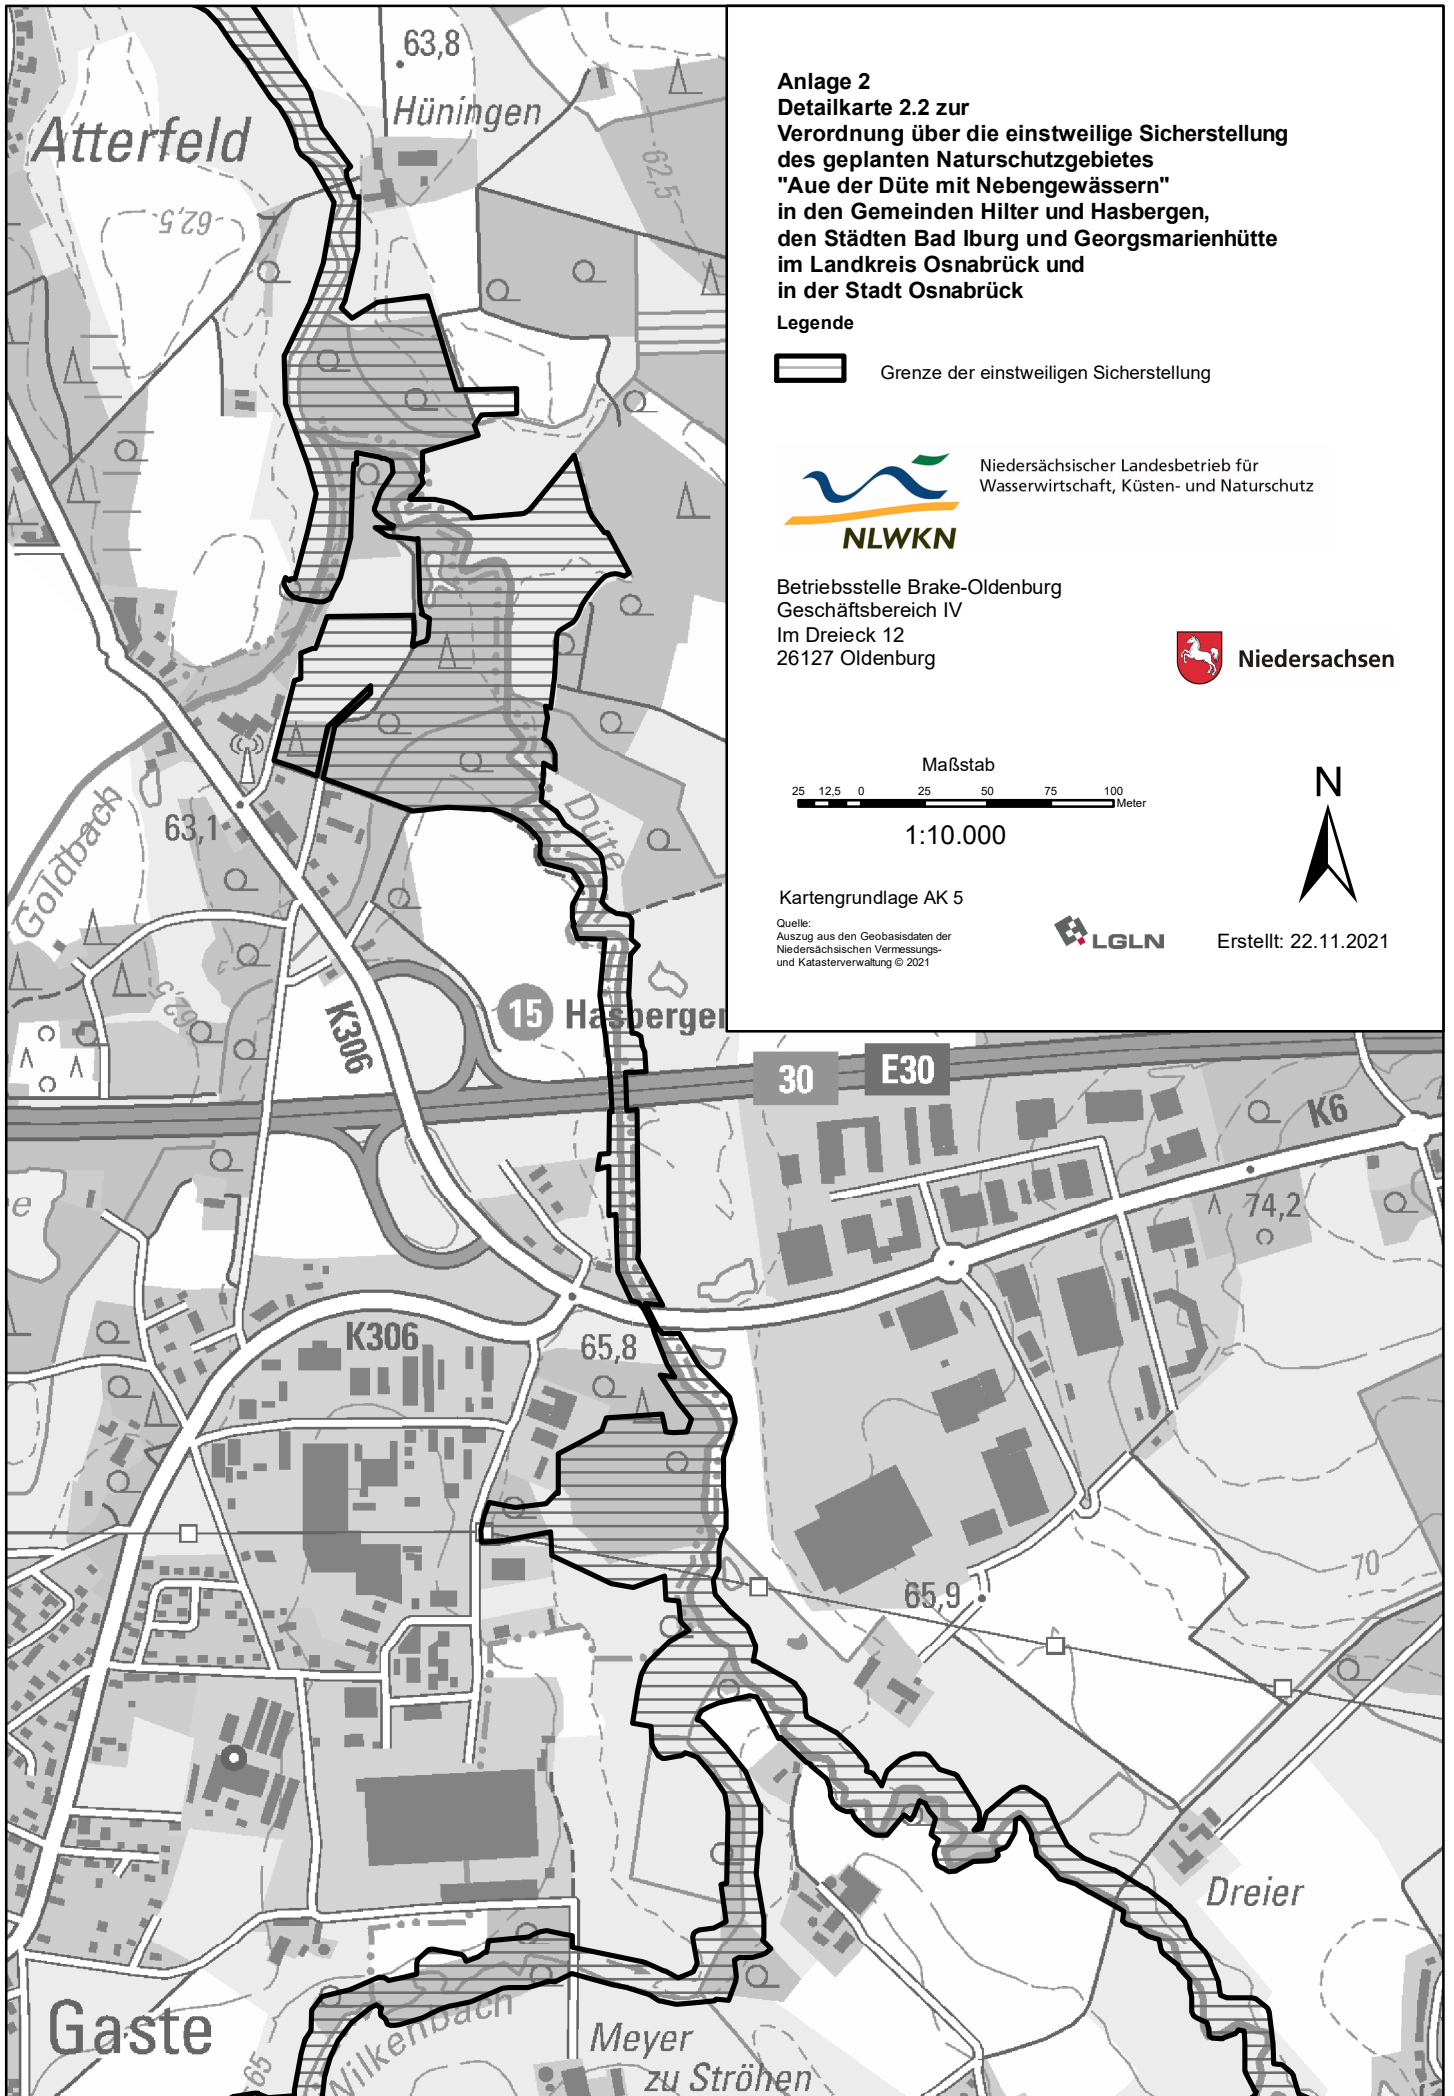 Anlage 2
Detailkarte 2.2 zur
Verordnung über die einstweilige Sicherstellung
des geplanten Naturschutzgebietes
"Aue der Düte mit Nebengewässern"
in den Gemeinden Hilter und Hasbergen,
den Städten Bad Iburg und Georgsmarienhütte
im Landkreis Osnabrück und
in der Stadt Osnabrück
Legende
Grenze der einstweiligen Sicherstellung
NLWKN
Niedersächsischer Landesbetrieb für
Wasserwirtschaft, Küsten- und Naturschutz
Betriebsstelle Brake-Oldenburg
Geschäftsbereich IV
Im Dreieck 12
26127 Oldenburg
Niedersachsen
Maßstab
25 12,5 0 25 50 75 100
Meter
1:10.000
N
Kartengrundlage AK 5
Quelle:
Auszug aus den Geobasisdaten der
Niedersächsischen Vermessungs-
und Katasterverwaltung © 2021
LGLN
Erstellt: 22.11.2021
63,8
Hüningen
Atterfeld
62,5
62,5
Goldbach
63,1
Düte
62,5
K306
15 Hasbergen
30
E30
K6
74,2
K306
65,8
70
65,9
Dreier
Gaste
65
Wilkenbach
Meyer
zu Ströhen